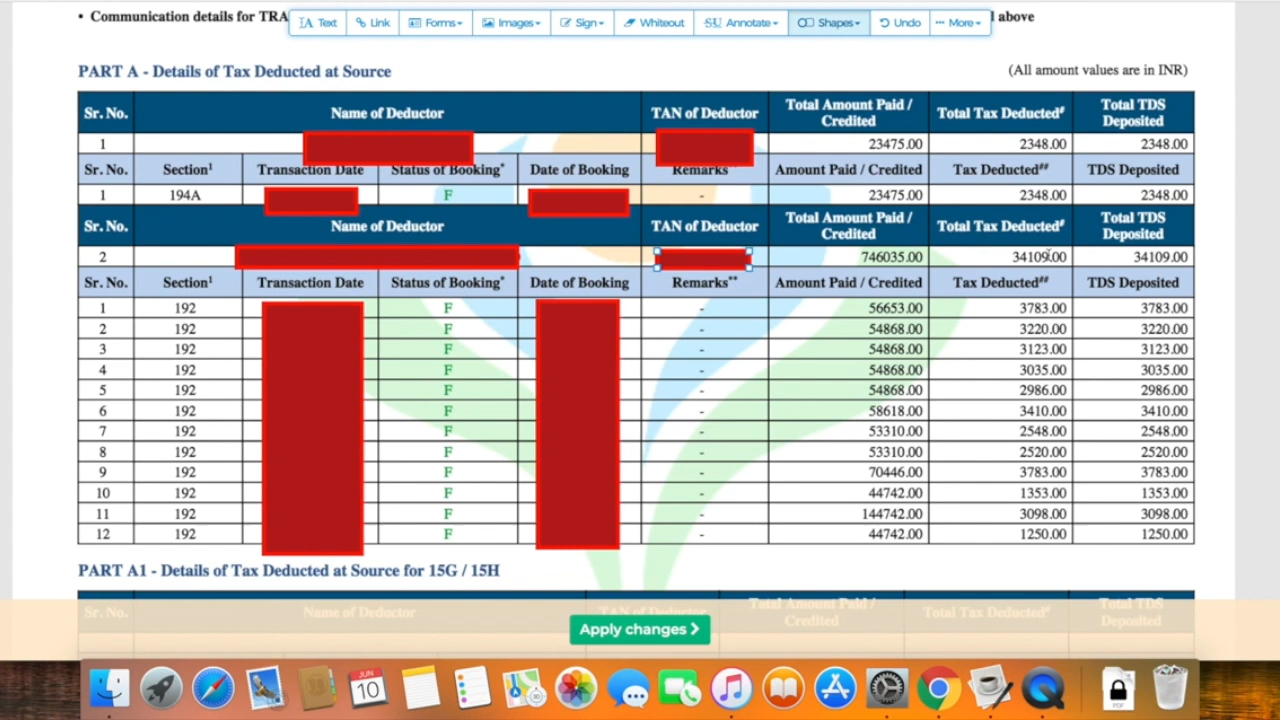 • Communication details for TRA above
T|A Text Link Forms Images Sign Whiteout Annotate Shapes Undo More
PART A - Details of Tax Deducted at Source (All amount values are in INR)
Sr. No. Name of Deductor TAN of Deductor Total Amount Paid / Credited Total Tax Deducted# Total TDS Deposited
1 23475.00 2348.00 2348.00
Sr. No. Section1 Transaction Date Status of Booking* Date of Booking Remarks Amount Paid / Credited Tax Deducted## TDS Deposited
1 194A F - 23475.00 2348.00 2348.00
Sr. No. Name of Deductor TAN of Deductor Total Amount Paid / Credited Total Tax Deducted# Total TDS Deposited
2 746035.00 34109.00 34109.00
Sr. No. Section1 Transaction Date Status of Booking* Date of Booking Remarks** Amount Paid / Credited Tax Deducted## TDS Deposited
1 192 F - 56653.00 3783.00 3783.00
2 192 F - 54868.00 3220.00 3220.00
3 192 F - 54868.00 3123.00 3123.00
4 192 F - 54868.00 3035.00 3035.00
5 192 F - 54868.00 2986.00 2986.00
6 192 F - 58618.00 3410.00 3410.00
7 192 F - 53310.00 2548.00 2548.00
8 192 F - 53310.00 2520.00 2520.00
9 192 F - 70446.00 3783.00 3783.00
10 192 F - 44742.00 1353.00 1353.00
11 192 F - 144742.00 3098.00 3098.00
12 192 F - 44742.00 1250.00 1250.00
PART A1 - Details of Tax Deducted at Source for 15G / 15H
Sr. No. Name of Deductor TAN of Deductor Total Amount Paid / Credited Total Tax Deducted# Total TDS Deposited
Apply changes
JUN
10